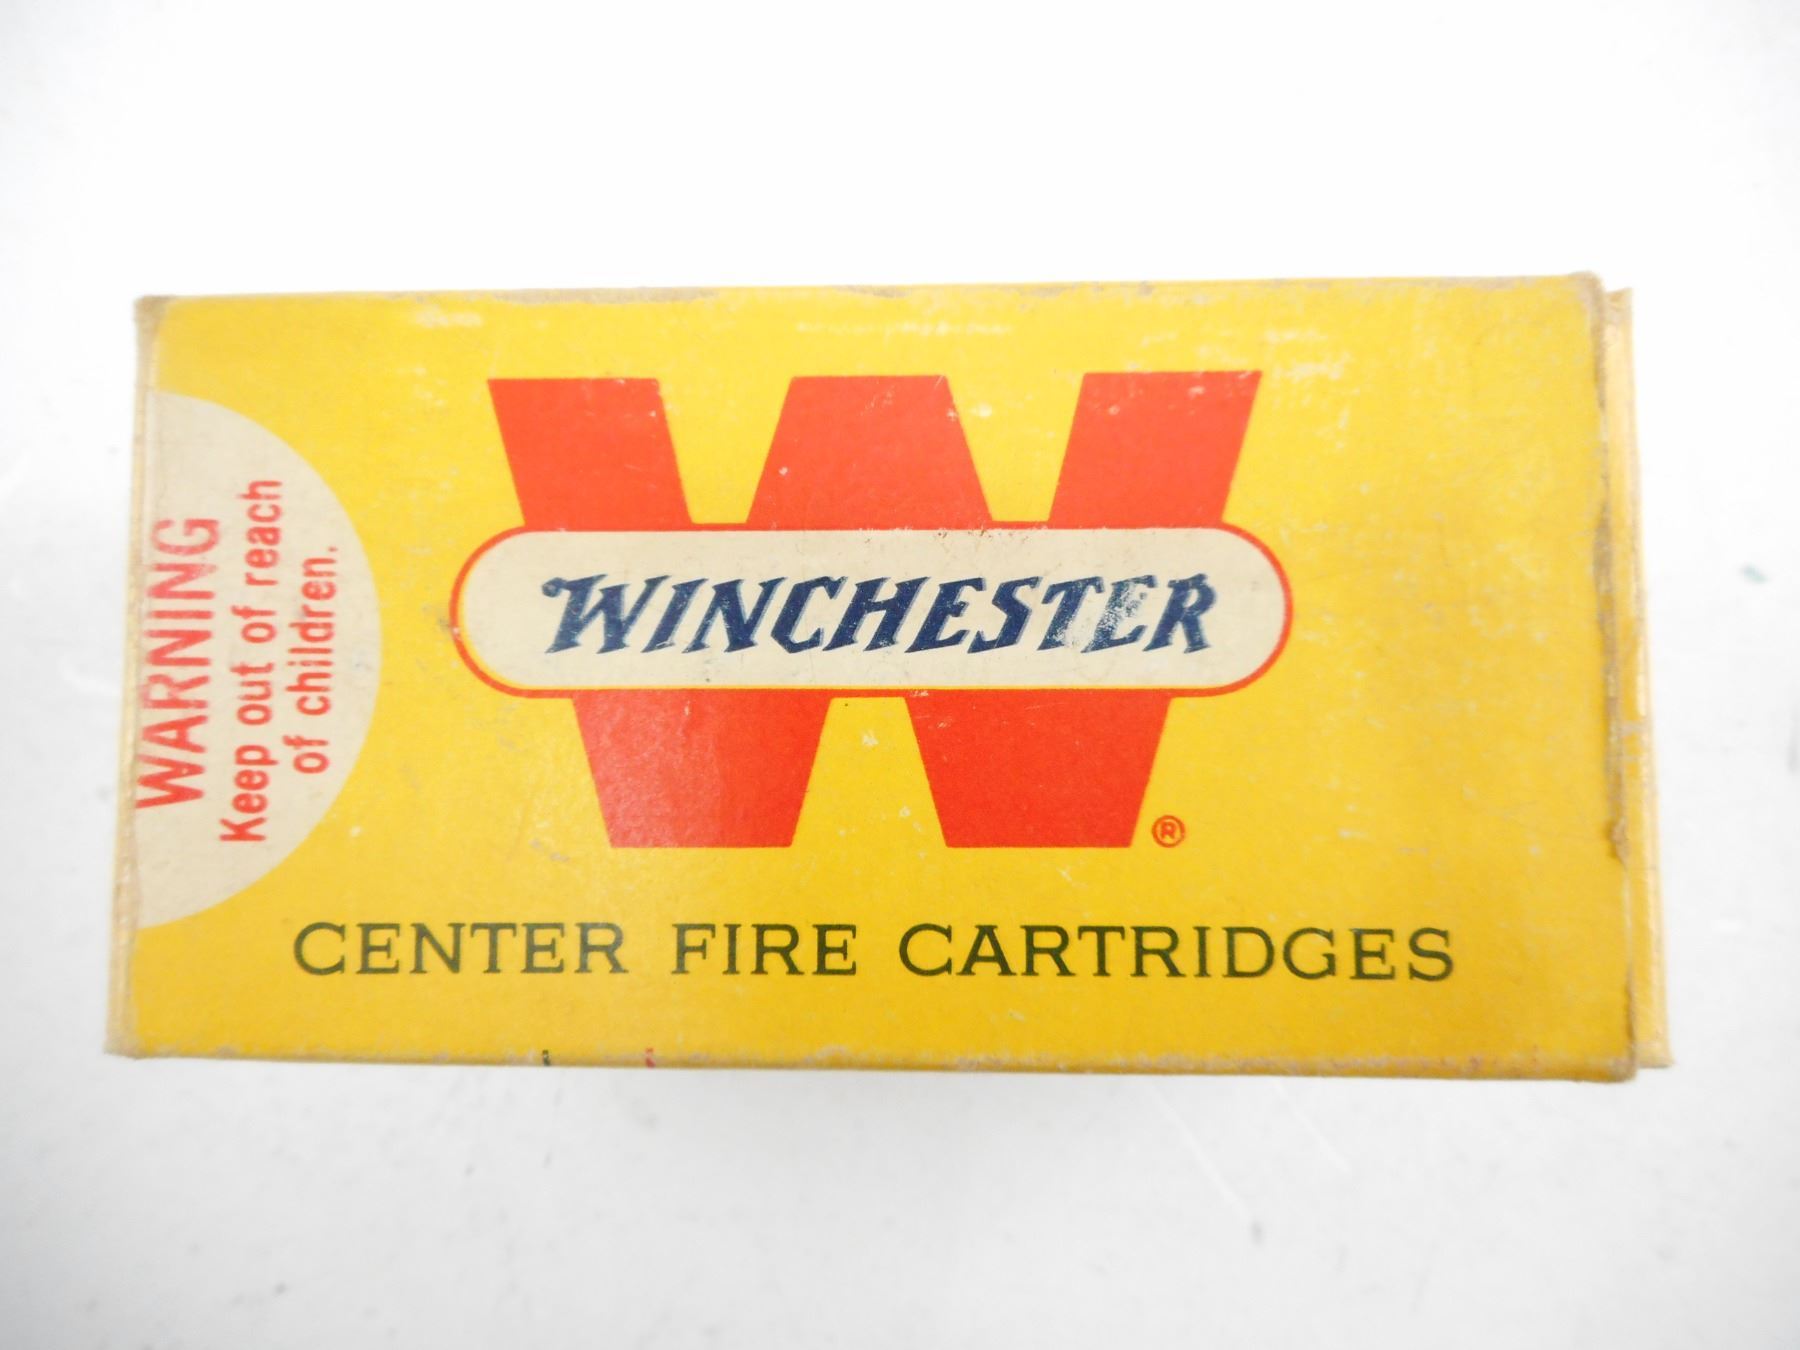 WARNING
Keep out of reach
of children.
WINCHESTER
®
CENTER FIRE CARTRIDGES